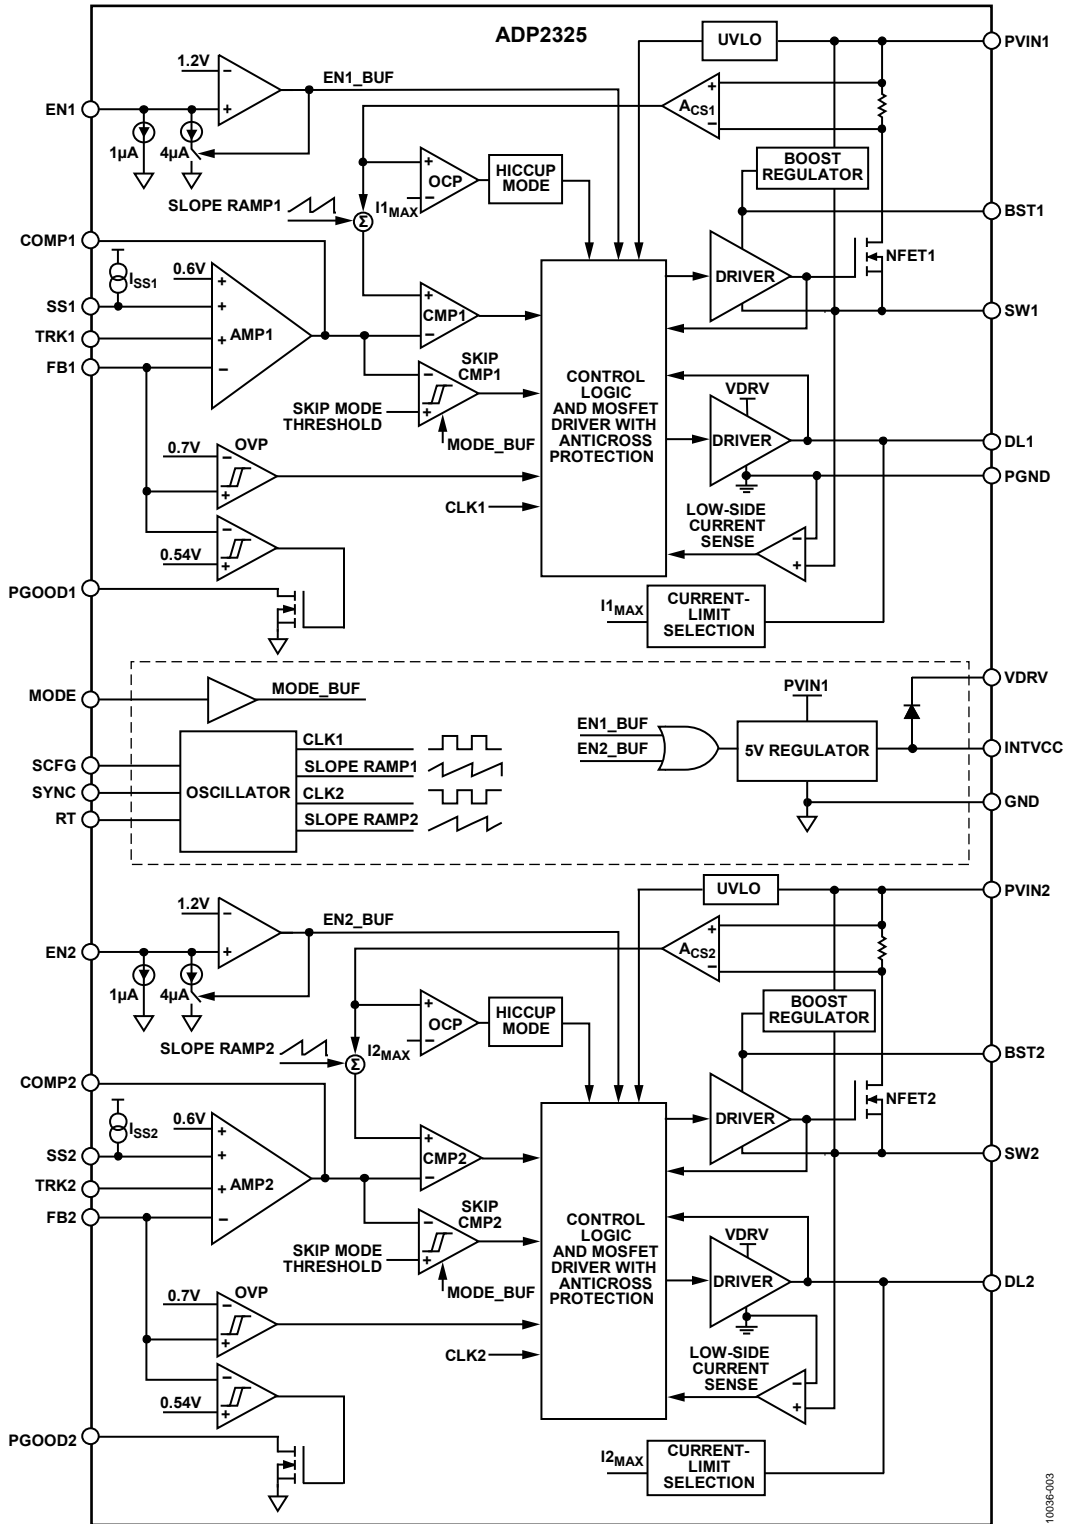 ADP2325
UVLO
PVIN1
1.2V
EN1_BUF
−
+
EN1
1µA
4µA
+
−
ACS1
BOOST
REGULATOR
+
−
OCP
HICCUP
MODE
SLOPE RAMP1
I1MAX
Σ
BST1
COMP1
ISS1
0.6V
SS1
TRK1
FB1
+
+
+
−
AMP1
+
−
CMP1
DRIVER
NFET1
SW1
SKIP
CMP1
−
+
SKIP MODE
THRESHOLD
MODE_BUF
CONTROL
LOGIC
AND MOSFET
DRIVER WITH
ANTICROSS
PROTECTION
VDRV
DRIVER
DL1
PGND
0.7V
OVP
−
+
CLK1
LOW-SIDE
CURRENT
SENSE
−
+
−
+
0.54V
PGOOD1
I1MAX
CURRENT-
LIMIT
SELECTION
MODE
MODE_BUF
SCFG
SYNC
RT
OSCILLATOR
CLK1
SLOPE RAMP1
CLK2
SLOPE RAMP2
EN1_BUF
EN2_BUF
PVIN1
5V REGULATOR
VDRV
INTVCC
GND
UVLO
PVIN2
1.2V
EN2_BUF
−
+
EN2
1µA
4µA
+
−
ACS2
BOOST
REGULATOR
+
−
OCP
HICCUP
MODE
SLOPE RAMP2
I2MAX
Σ
BST2
COMP2
ISS2
0.6V
SS2
TRK2
FB2
+
+
+
−
AMP2
+
−
CMP2
DRIVER
NFET2
SW2
SKIP
CMP2
−
+
SKIP MODE
THRESHOLD
MODE_BUF
CONTROL
LOGIC
AND MOSFET
DRIVER WITH
ANTICROSS
PROTECTION
VDRV
DRIVER
DL2
0.7V
OVP
−
+
CLK2
LOW-SIDE
CURRENT
SENSE
−
+
−
+
0.54V
PGOOD2
I2MAX
CURRENT-
LIMIT
SELECTION
10036-003